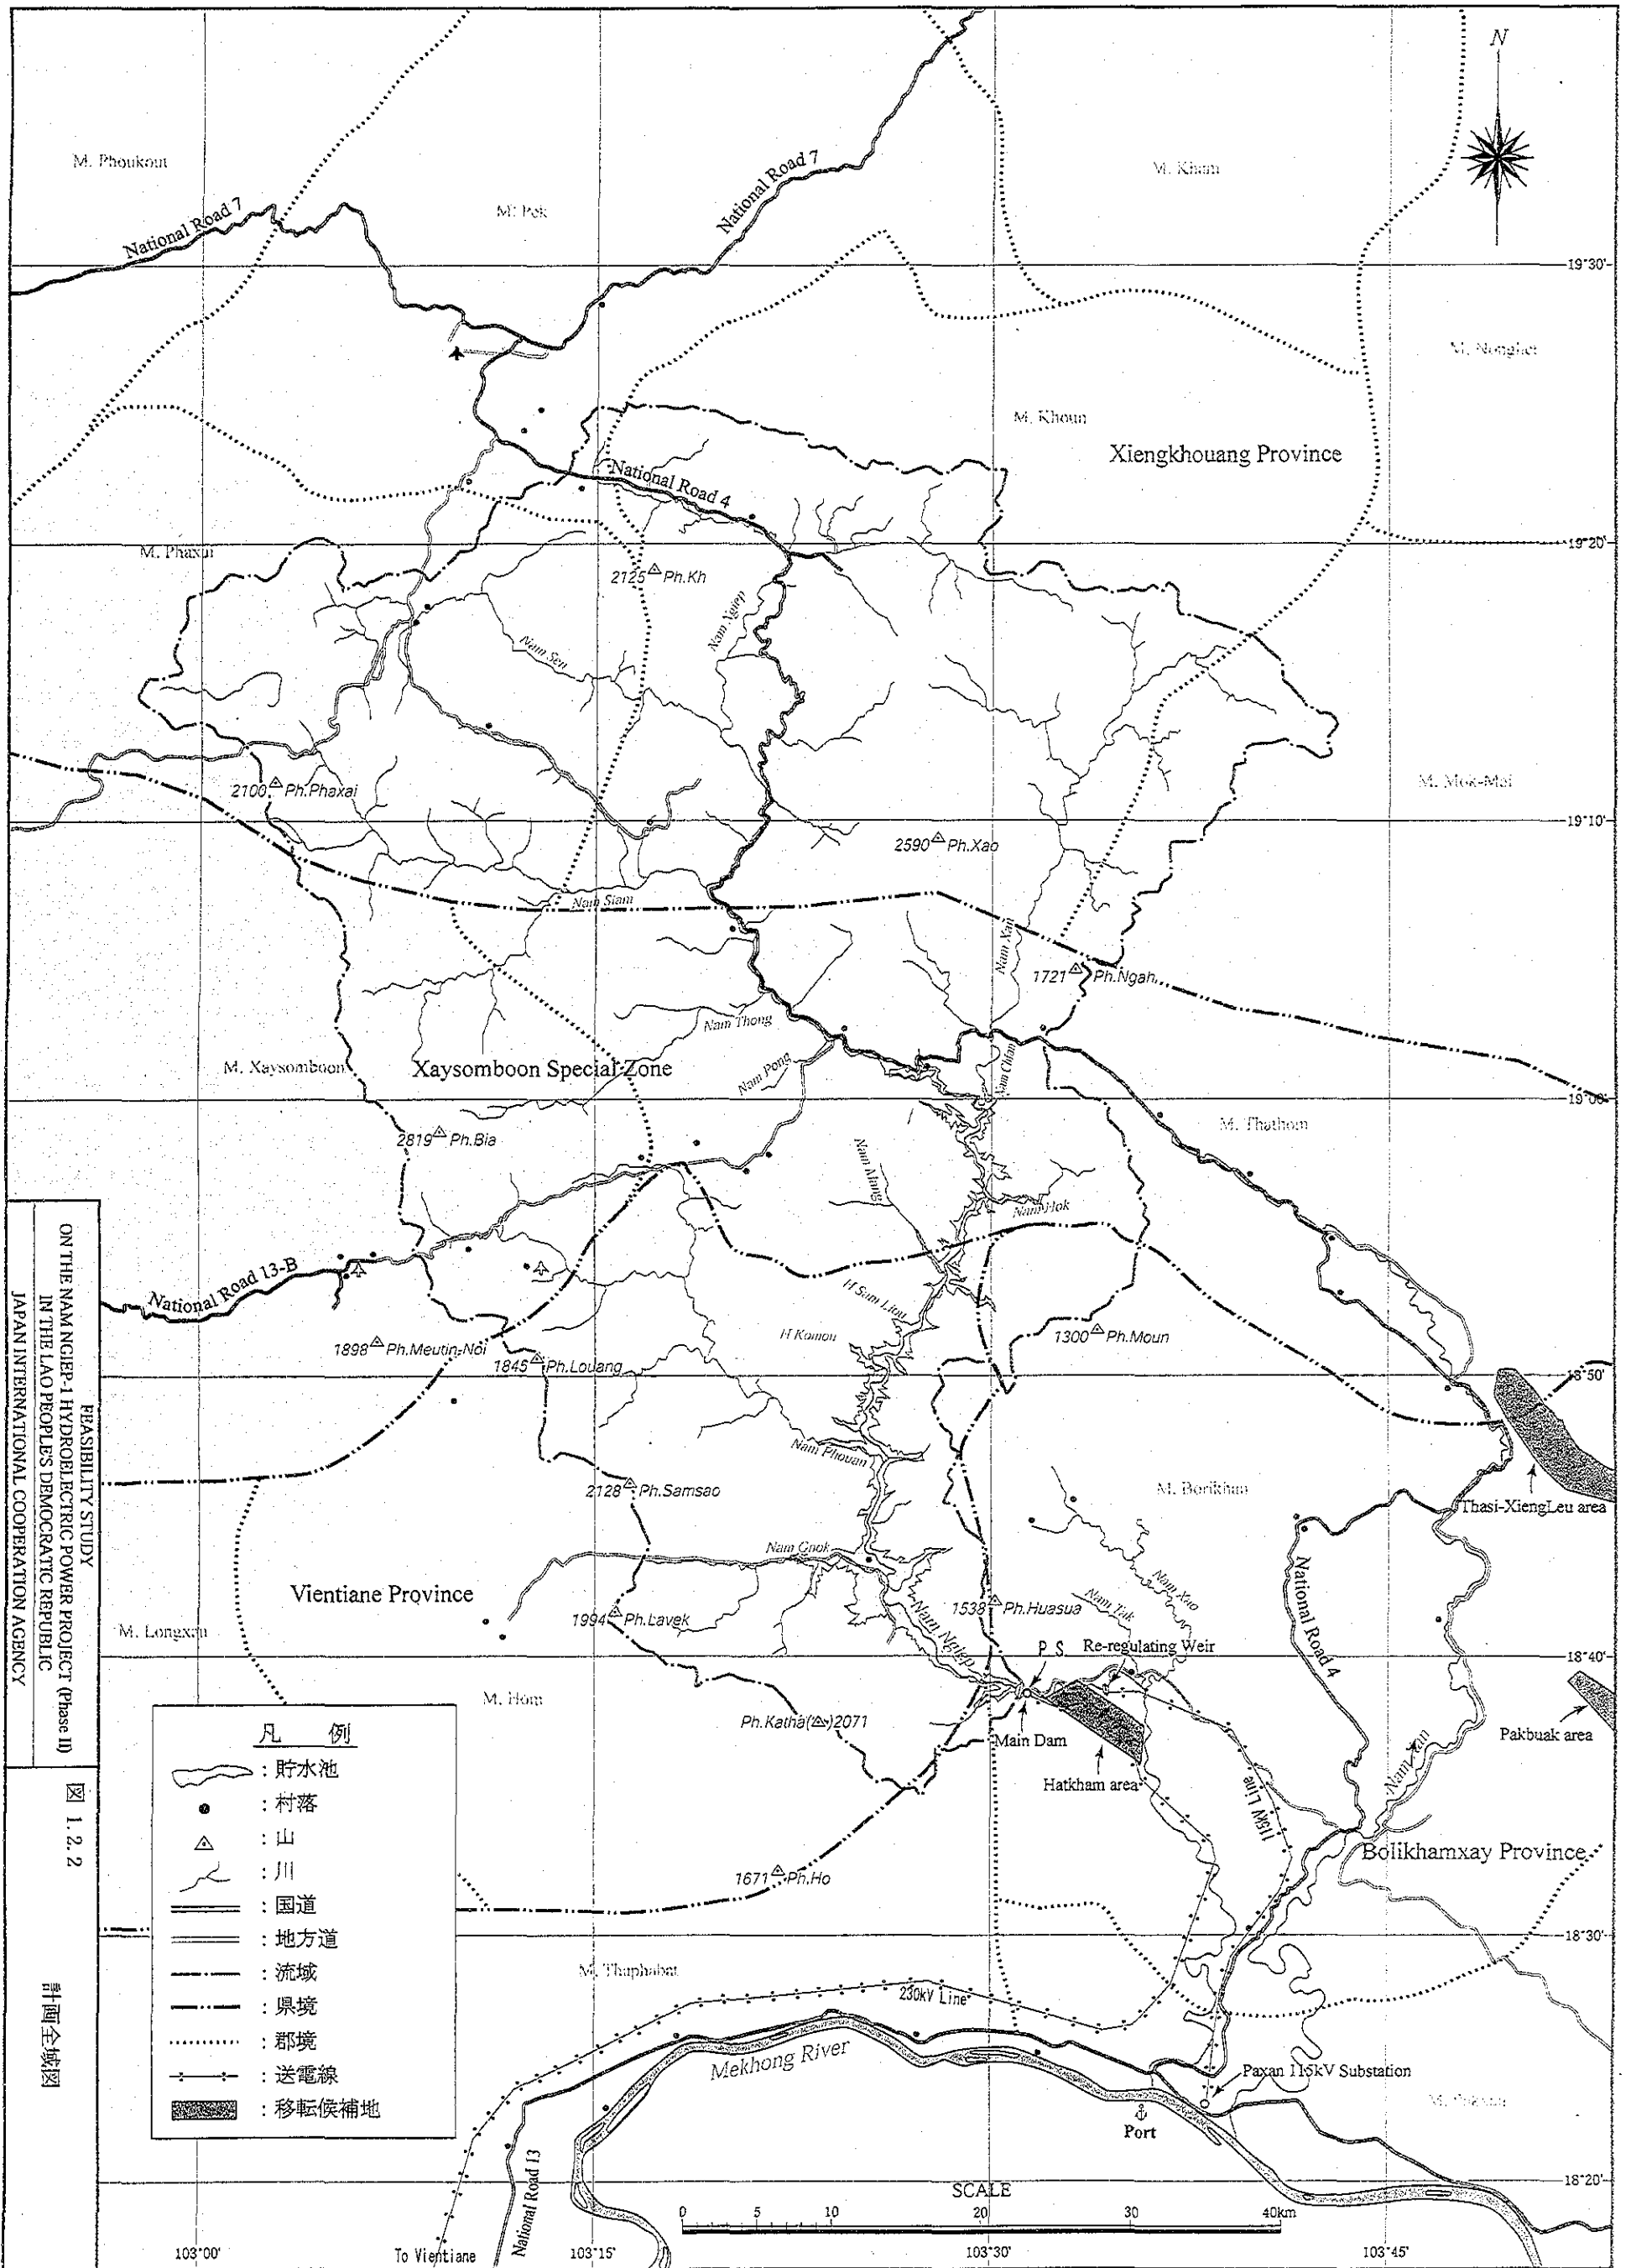 N
M. Phoukout
National Road 7
M. Pek
National Road 7
M. Kham
19°30'
M. Nonghet
M. Khoun
Xiengkhouang Province
National Road 4
M. Phaxai
19°20'
2125 Ph.Kh
Nam Ngiep
Nam Sen
2100 Ph.Phaxai
M. Mok-Mai
19°10'
2590 Ph.Xao
Nam Siam
Nam Xan
1721 Ph.Ngah
Nam Thong
M. Xaysomboon
Xaysomboon Special Zone
Nam Pong
Nam Chian
19°00'
M. Thathom
2819 Ph.Bia
Nam Mang
Nam Hok
National Road 13-B
H Sam Liou
H Komou
1898 Ph.Meutin-Noi
1845 Ph.Louang
1300 Ph.Moun
18°50'
Nam Phouan
2128 Ph.Samsao
M. Borikhan
Thasi-XiengLeu area
Nam Gnok
Vientiane Province
1994 Ph.Lavek
Nam Ngiep
1538 Ph.Huasua
Nam Tak
Nam Xao
National Road 4
M. Longxan
P.S.
Re-regulating Weir
18°40'
M. Hom
Ph.Katha( )2071
Main Dam
Hatkham area
Pakbuak area
Nam Xan
115kV Line
Bolikhamxay Province
1671 Ph.Ho
18°30'
M. Thaphabat
230kV Line
Mekhong River
Paxan 115kV Substation
M. Pakxan
Port
18°20'
National Road 13
To Vientiane
SCALE
0 5 10 20 30 40km
103°00'
103°15'
103°30'
103°45'
凡 例
: 貯水池
: 村落
: 山
: 川
: 国道
: 地方道
: 流域
: 県境
: 郡境
: 送電線
: 移転候補地
FEASIBILITY STUDY
ON THE NAM NGIEP-1 HYDROELECTRIC POWER PROJECT (Phase II)
IN THE LAO PEOPLE'S DEMOCRATIC REPUBLIC
JAPAN INTERNATIONAL COOPERATION AGENCY
図 1.2.2
計画全域図